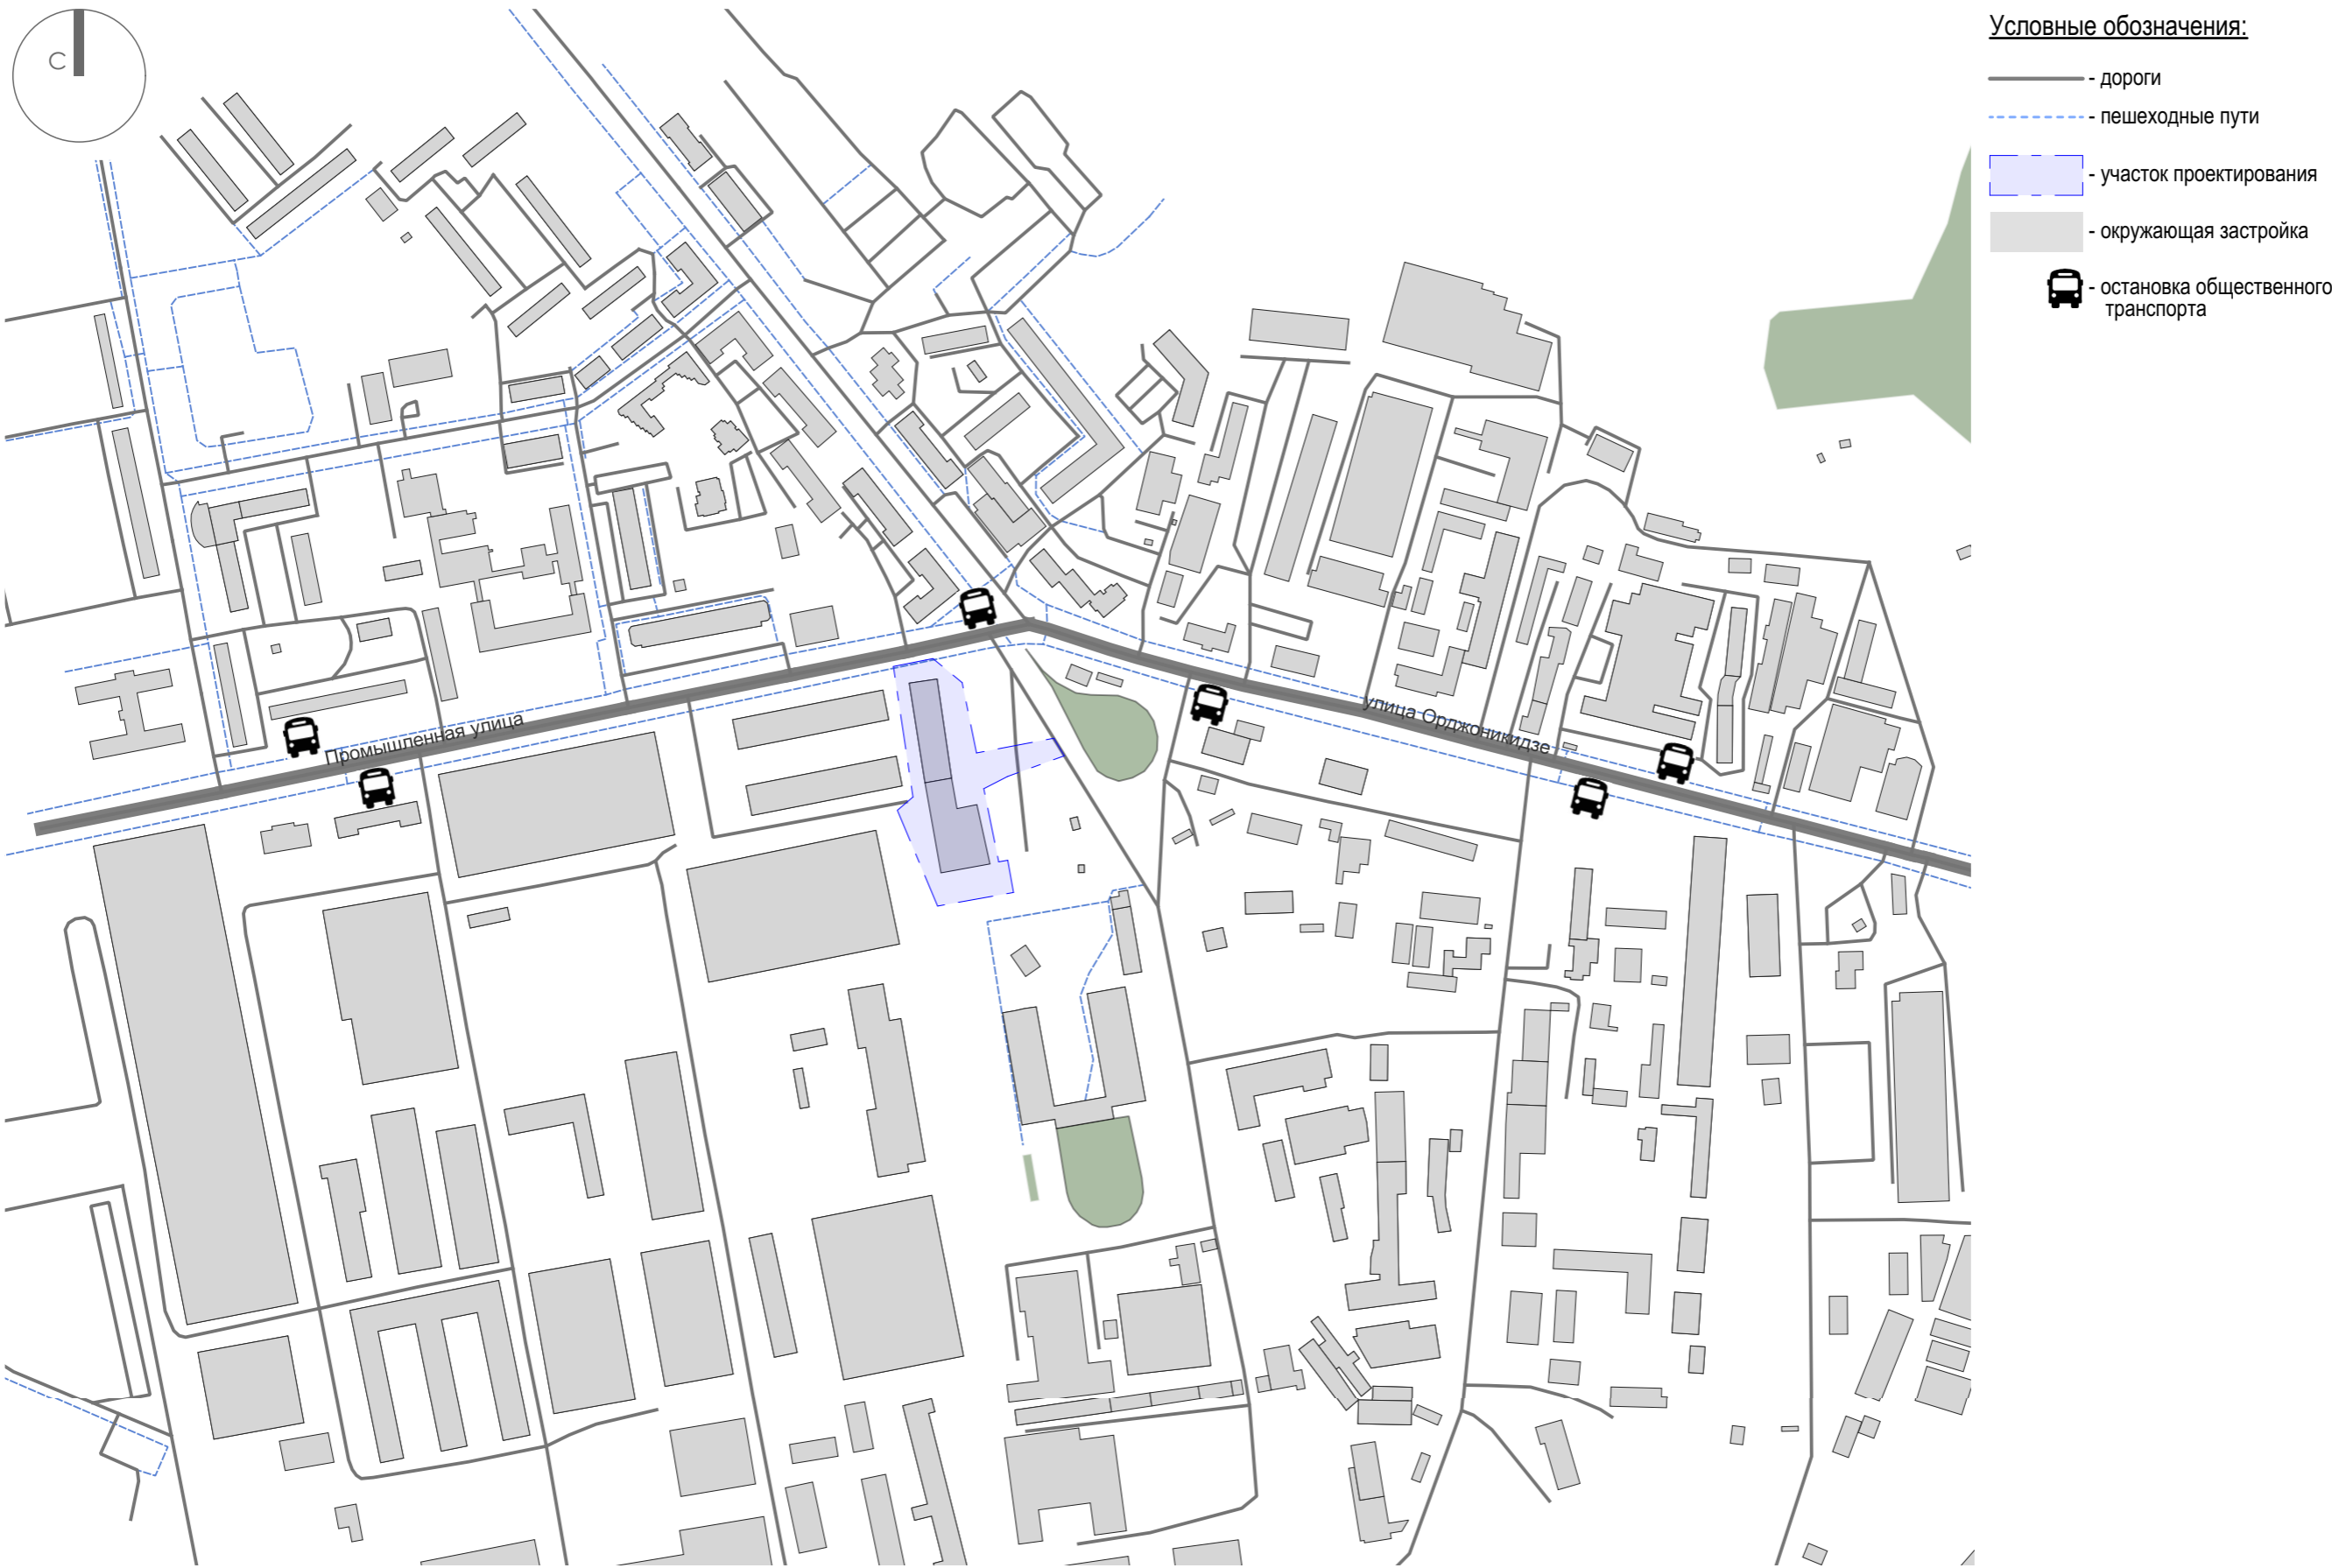 С
Условные обозначения:
- дороги
- пешеходные пути
- участок проектирования
- окружающая застройка
- остановка общественного
транспорта
Промышленная улица
улица Орджоникидзе